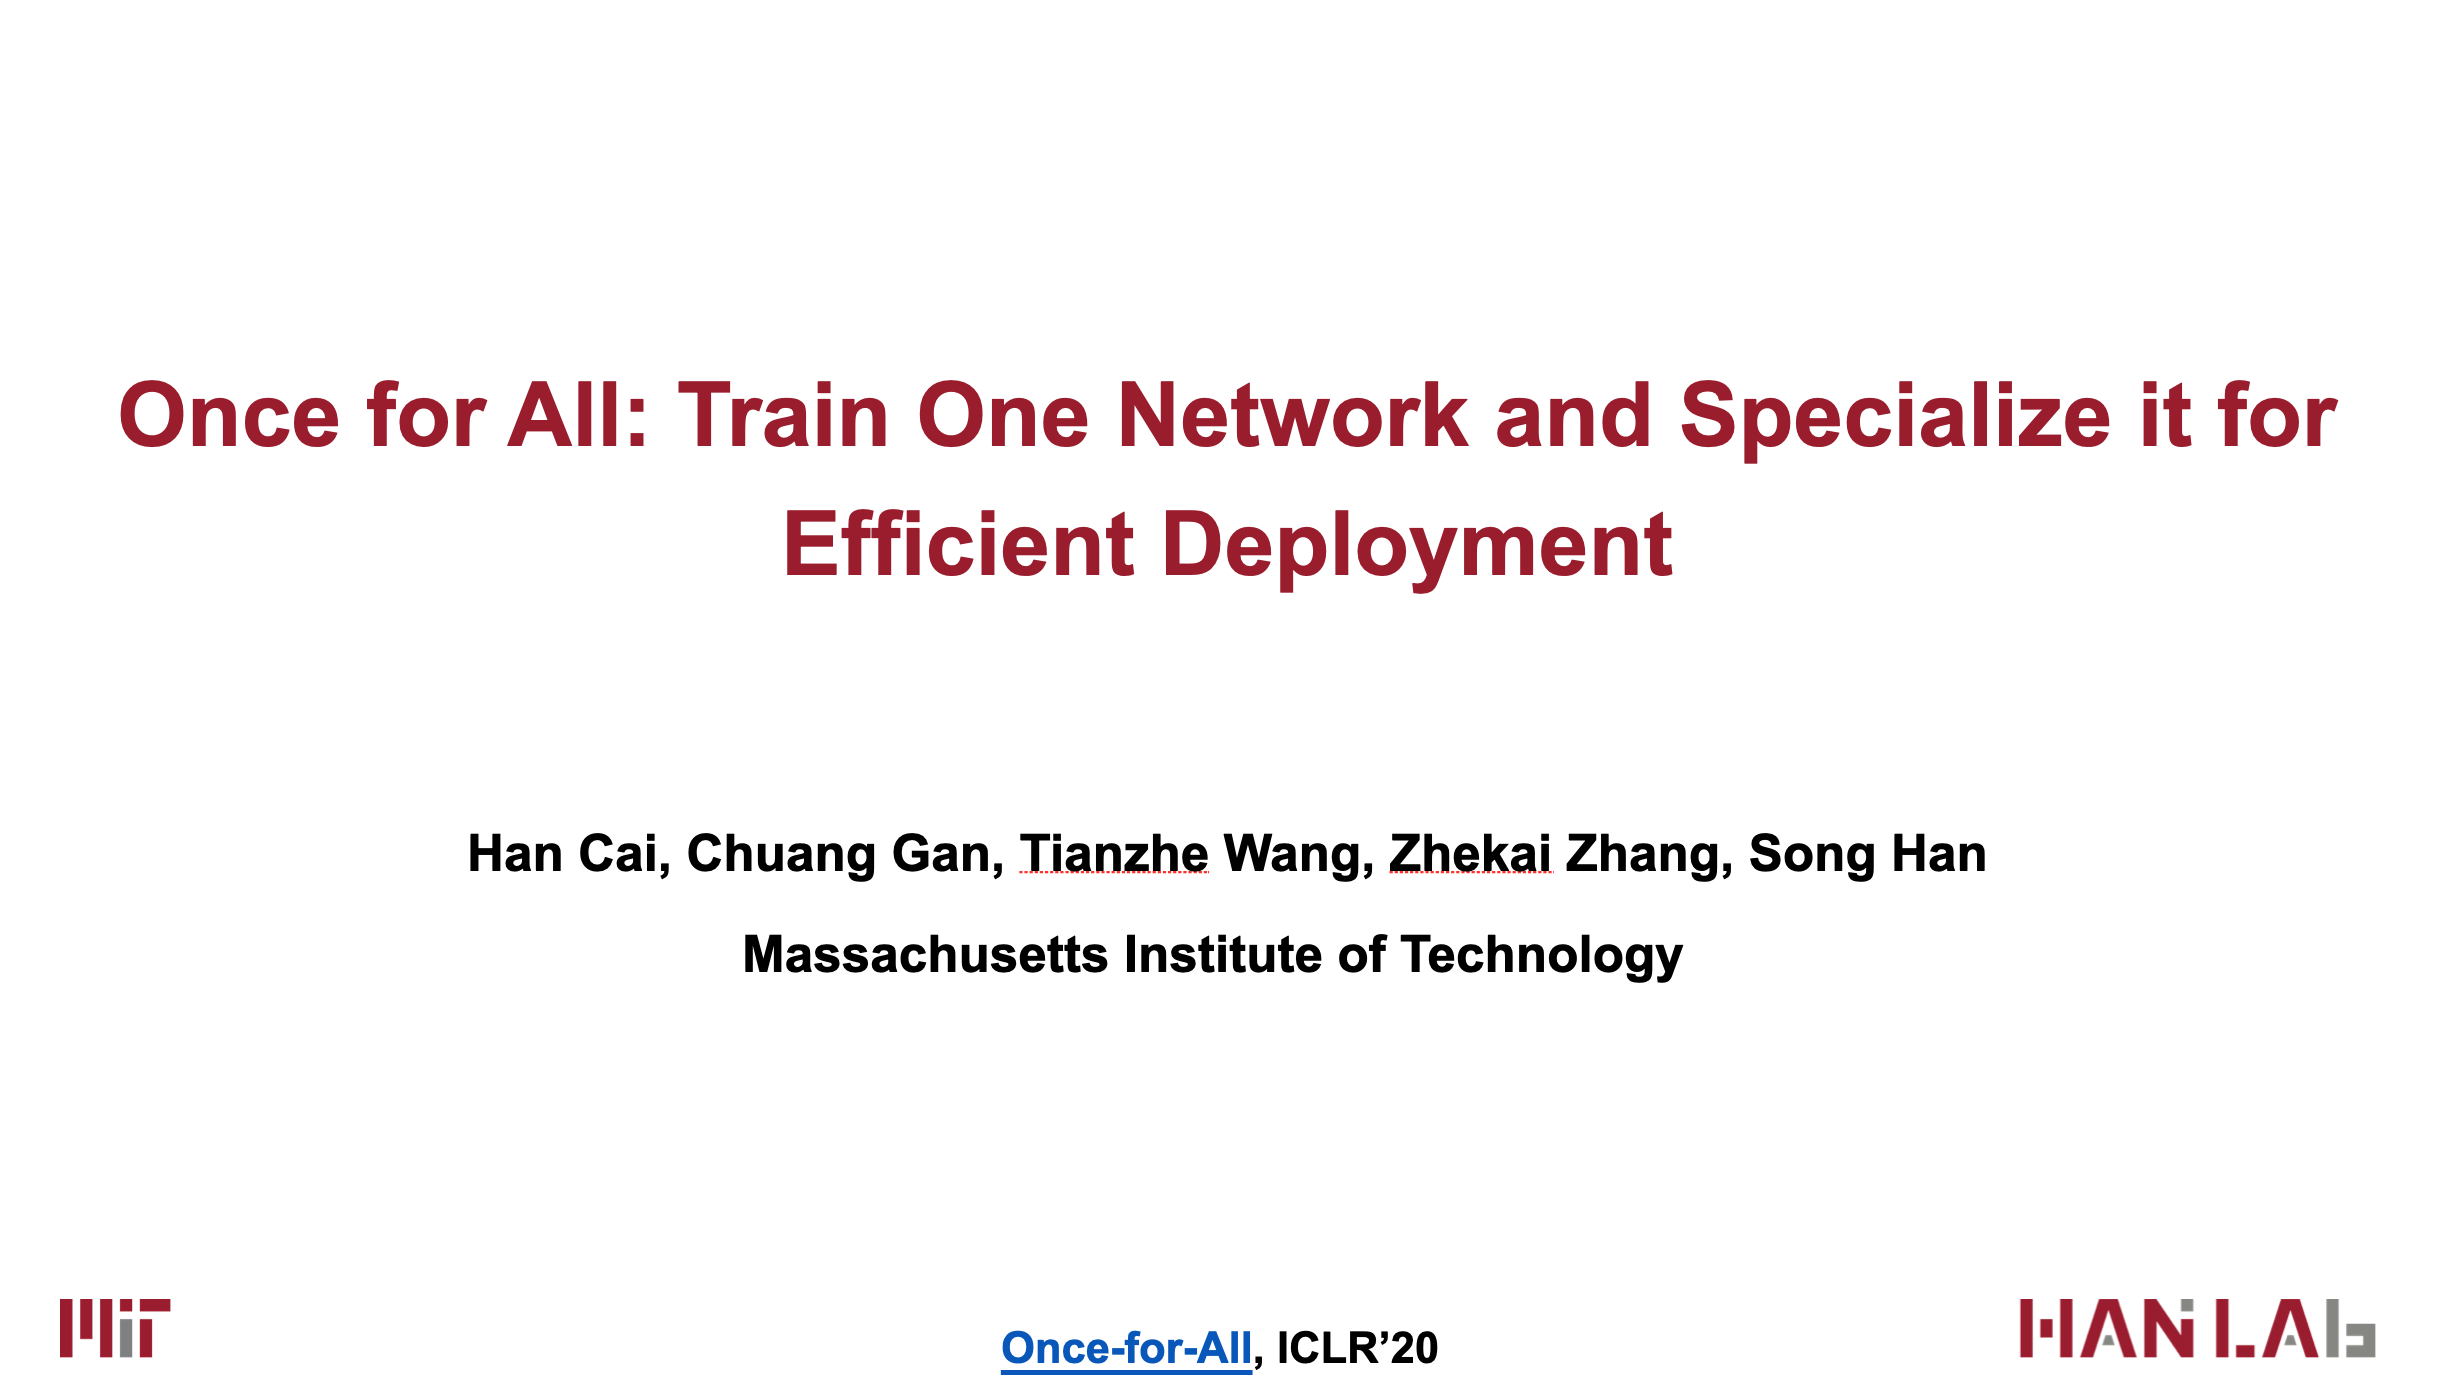 Once for All: Train One Network and Specialize it for
Efficient Deployment
Han Cai, Chuang Gan, Tianzhe Wang, Zhekai Zhang, Song Han
Massachusetts Institute of Technology
MiT
Once-for-All, ICLR’20
HAN LAb